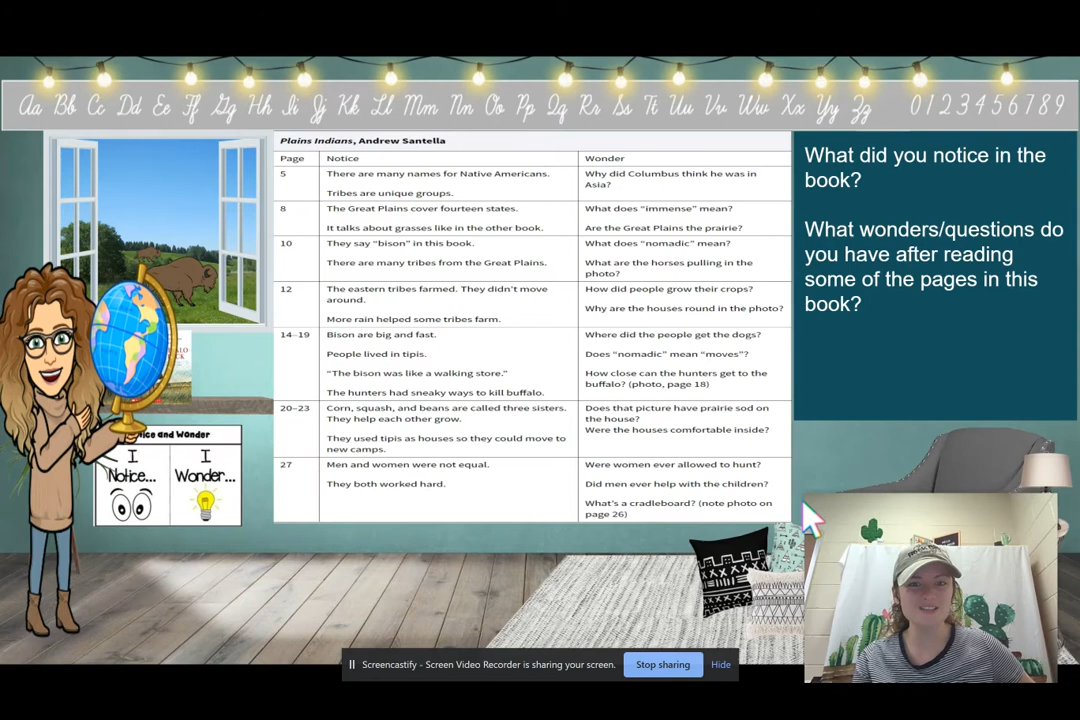 Aa Bb Cc Dd Ee Ff Gg Hh Ii Jj Kk Ll Mm Nn Oo Pp Qq Rr Ss Tt Uu Vv Ww Xx Yy Zz 0123456789
Plains Indians, Andrew Santella
Page Notice Wonder
5 There are many names for Native Americans. Why did Columbus think he was in
Asia?
Tribes are unique groups.
8 The Great Plains cover fourteen states. What does “immense” mean?
It talks about grasses like in the other book. Are the Great Plains the prairie?
10 They say “bison” in this book. What does “nomadic” mean?
There are many tribes from the Great Plains. What are the horses pulling in the
photo?
12 The eastern tribes farmed. They didn’t move How did people grow their crops?
around.
Why are the houses round in the photo?
More rain helped some tribes farm.
14–19 Bison are big and fast. Where did the people get the dogs?
People lived in tipis. Does “nomadic” mean “moves”?
“The bison was like a walking store.” How close can the hunters get to the
buffalo? (photo, page 18)
The hunters had sneaky ways to kill buffalo.
20–23 Corn, squash, and beans are called three sisters. Does that picture have prairie sod on
They help each other grow. the house?
Were the houses comfortable inside?
They used tipis as houses so they could move to
new camps.
27 Men and women were not equal. Were women ever allowed to hunt?
They both worked hard. Did men ever help with the children?
What’s a cradleboard? (note photo on
page 26)
What did you notice in the
book?
What wonders/questions do
you have after reading
some of the pages in this
book?
and Wonder
I I
Notice... Wonder...
Screencastify - Screen Video Recorder is sharing your screen. Stop sharing Hide